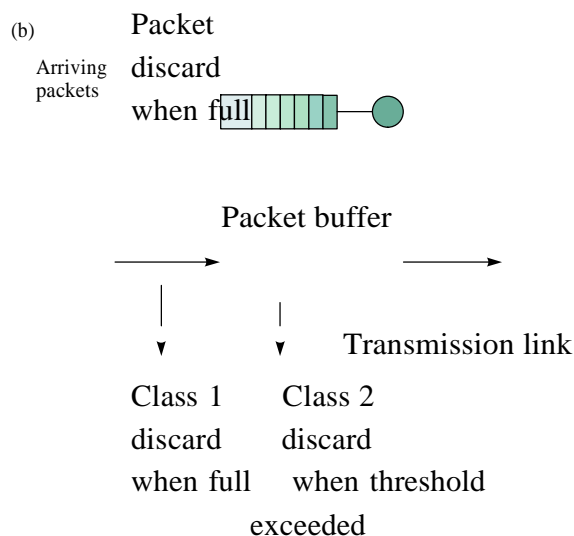 (b)
Packet
discard
when full
Arriving
packets
Packet buffer
Transmission link
Class 1
discard
when full
Class 2
discard
when threshold
exceeded